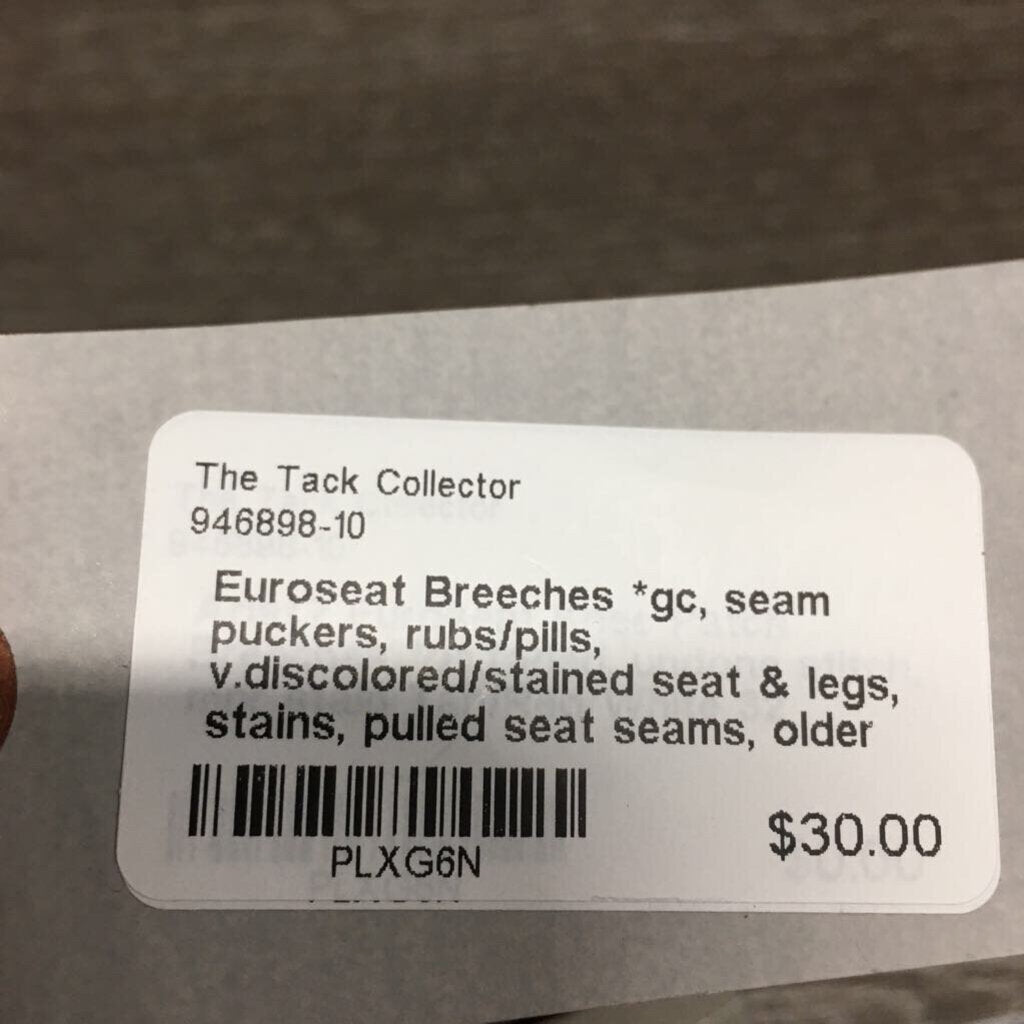 The Tack Collector
946898-10
Euroseat Breeches *gc, seam
puckers, rubs/pills,
v.discolored/stained seat & legs,
stains, pulled seat seams, older
PLXG6N
$30.00